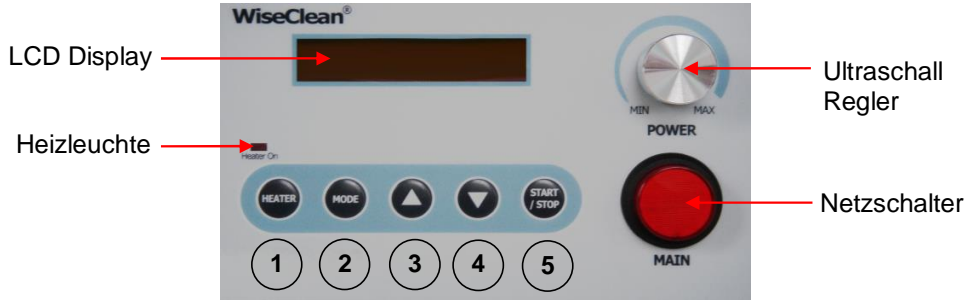 WiseClean®
LCD Display
Ultraschall
Regler
MIN
MAX
POWER
Heizleuchte
Heater On
HEATER
MODE
START
/ STOP
Netzschalter
1
2
3
4
5
MAIN